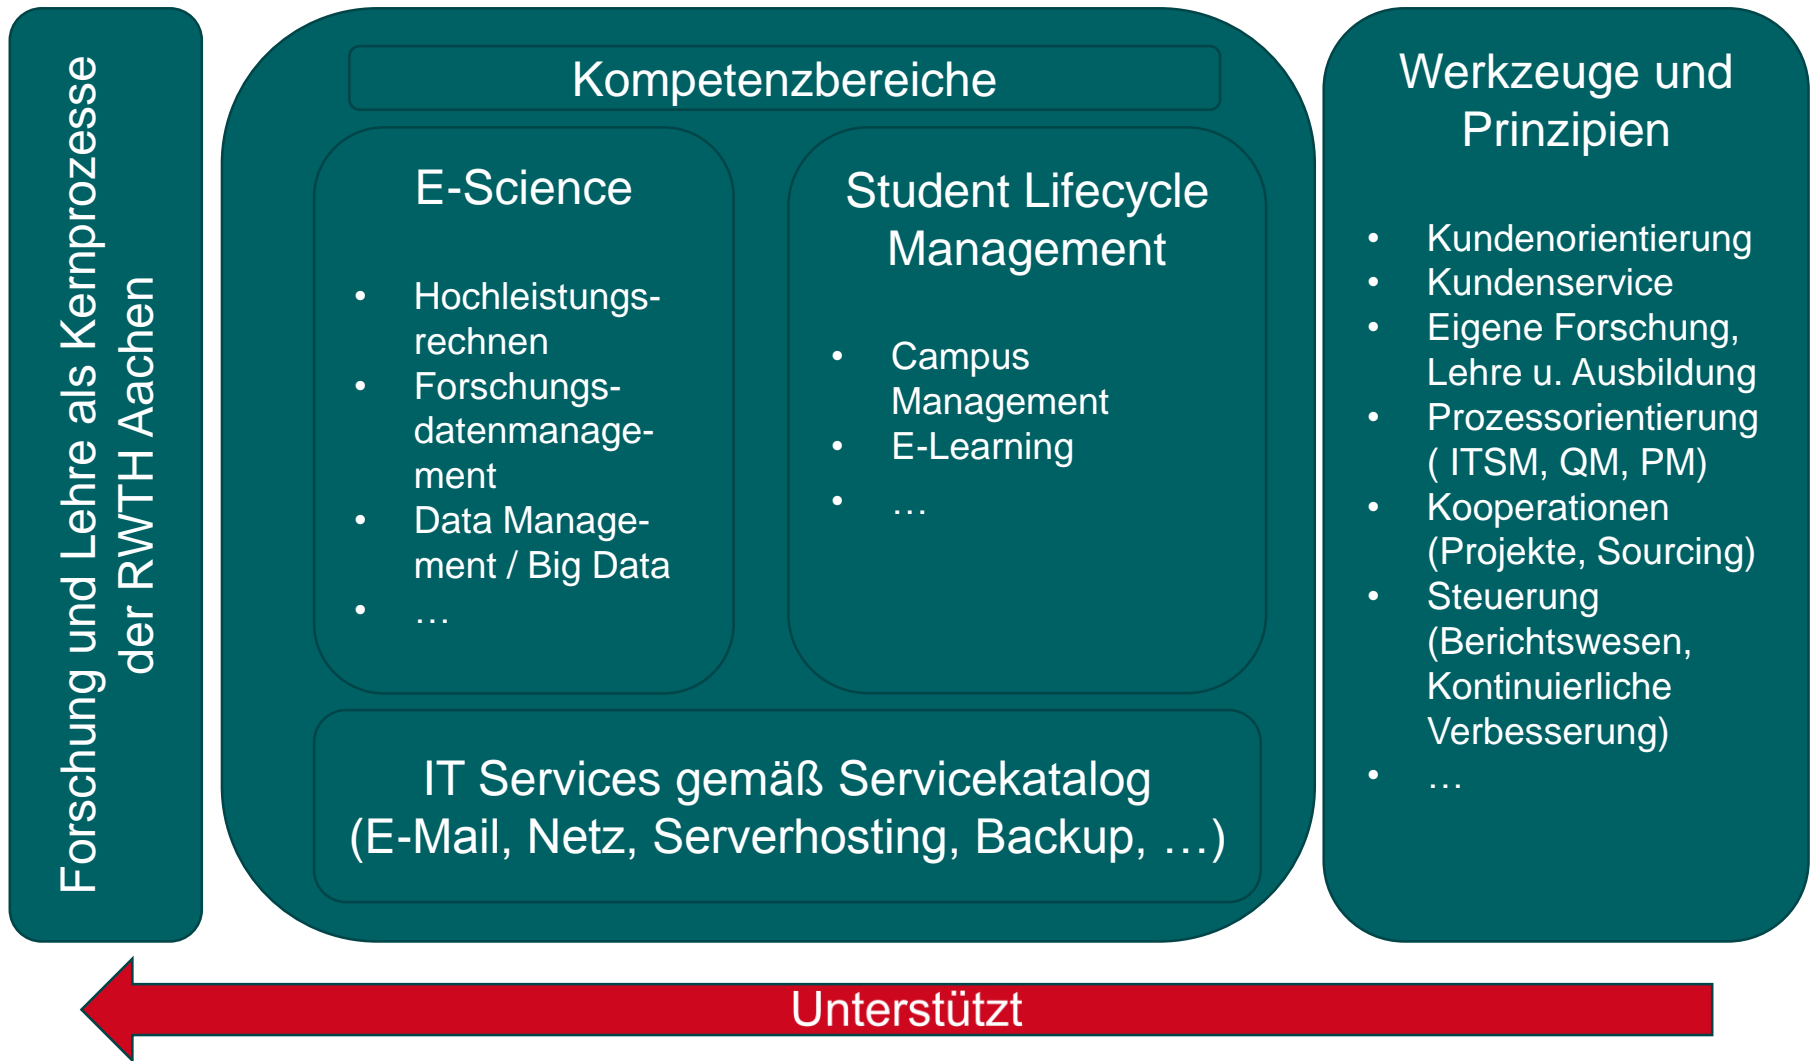 Forschung und Lehre als Kernprozesse
der RWTH Aachen
Kompetenzbereiche
E-Science
• Hochleistungs-
rechnen
• Forschungs-
datenmanage-
ment
• Data Manage-
ment / Big Data
• …
Student Lifecycle
Management
• Campus
Management
• E-Learning
• …
IT Services gemäß Servicekatalog
(E-Mail, Netz, Serverhosting, Backup, …)
Werkzeuge und
Prinzipien
• Kundenorientierung
• Kundenservice
• Eigene Forschung,
Lehre u. Ausbildung
• Prozessorientierung
( ITSM, QM, PM)
• Kooperationen
(Projekte, Sourcing)
• Steuerung
(Berichtswesen,
Kontinuierliche
Verbesserung)
• …
Unterstützt